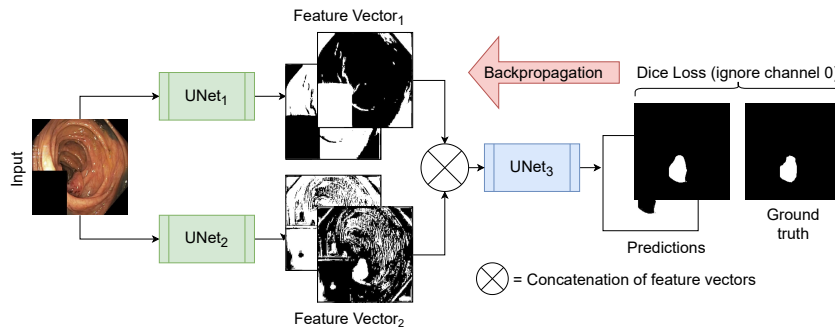 Feature Vector1
Backpropagation
Dice Loss (ignore channel 0)
UNet1
Input
UNet3
UNet2
Predictions
Ground
truth
= Concatenation of feature vectors
Feature Vector2